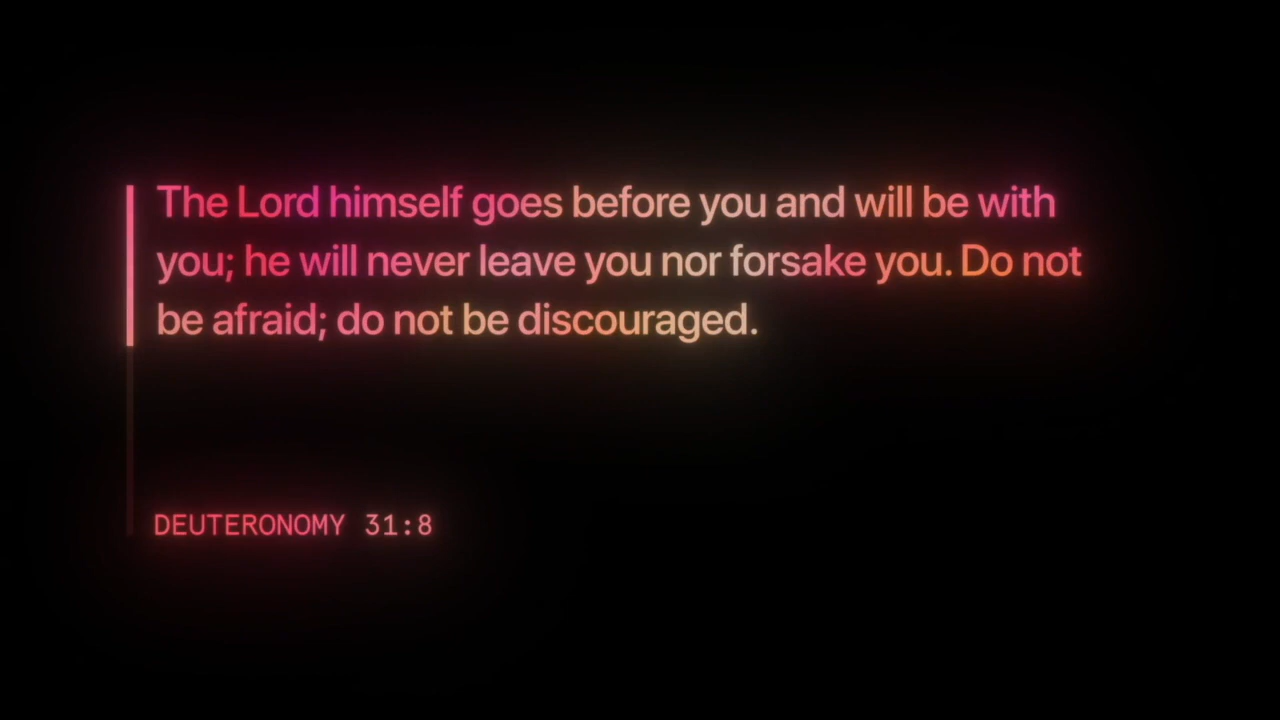 The Lord himself goes before you and will be with
you; he will never leave you nor forsake you. Do not
be afraid; do not be discouraged.
DEUTERONOMY 31:8